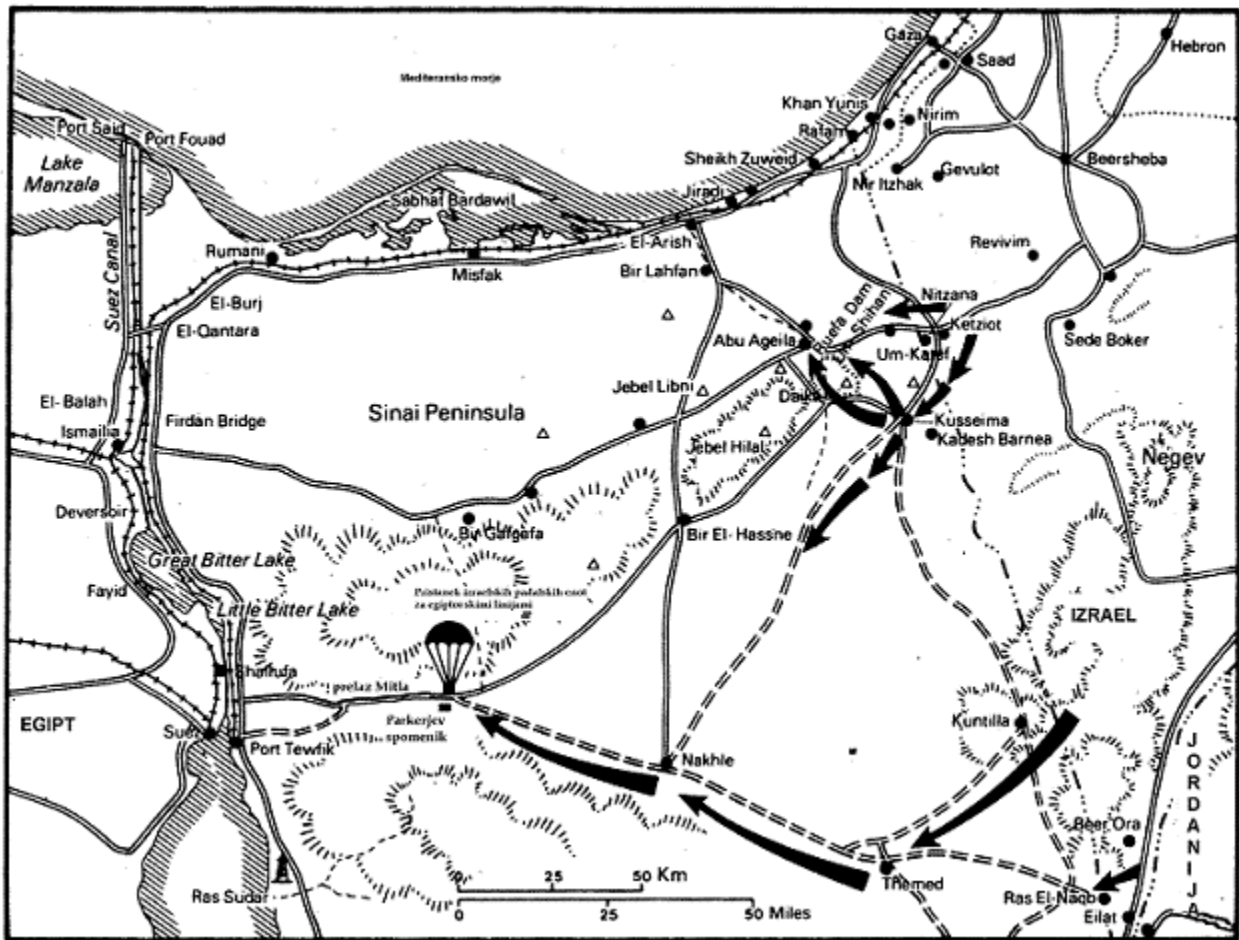 Gaza
Saad
Hebron
Mediteransko morje
Khan Yunis
Nirim
Port Said
Port Fouad
Rafah
Lake
Manzala
Sheikh Zuweid
Beersheba
Nir Itzhak
Gevulot
Jiradi
Sabhat Bardawil
Suez Canal
Rumani
El-Arish
Misfak
Bir Lahfan
Revivim
El-Burj
Ruefa Dam
Shihan
Nitzana
El-Qantara
Ketziot
Abu Ageila
Um-Katef
Sede Boker
Jebel Libni
Daika
El-Balah
Sinai Peninsula
Firdan Bridge
Ismailia
Kusseima
Kadesh Barnea
Jebel Hilal
Negev
Deversoir
Bir Gafgefa
Bir El-Hassne
Great Bitter Lake
Fayid
Little Bitter Lake
Pristanek izraelskih padalskih enot
za egiptovskimi linijami
IZRAEL
Shallufa
prelaz Mitla
EGIPT
Parkerjev
spomenik
Kuntilla
Suez
Port Tewfik
Nakhle
JORDANIJA
Beer Ora
0 25 50 Km
Themed
Ras Sudar
Ras El-Naqb
0 50 Miles
Eilat